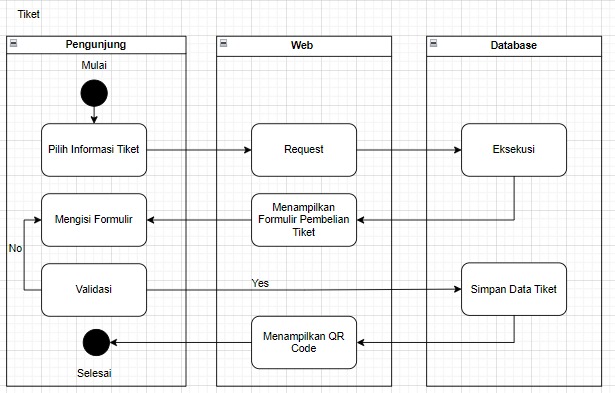 Tiket
Pengunjung
Web
Database
Mulai
Pilih Informasi Tiket
Request
Eksekusi
Mengisi Formulir
Menampilkan
Formulir Pembelian
Tiket
No
Validasi
Yes
Simpan Data Tiket
Menampilkan QR
Code
Selesai